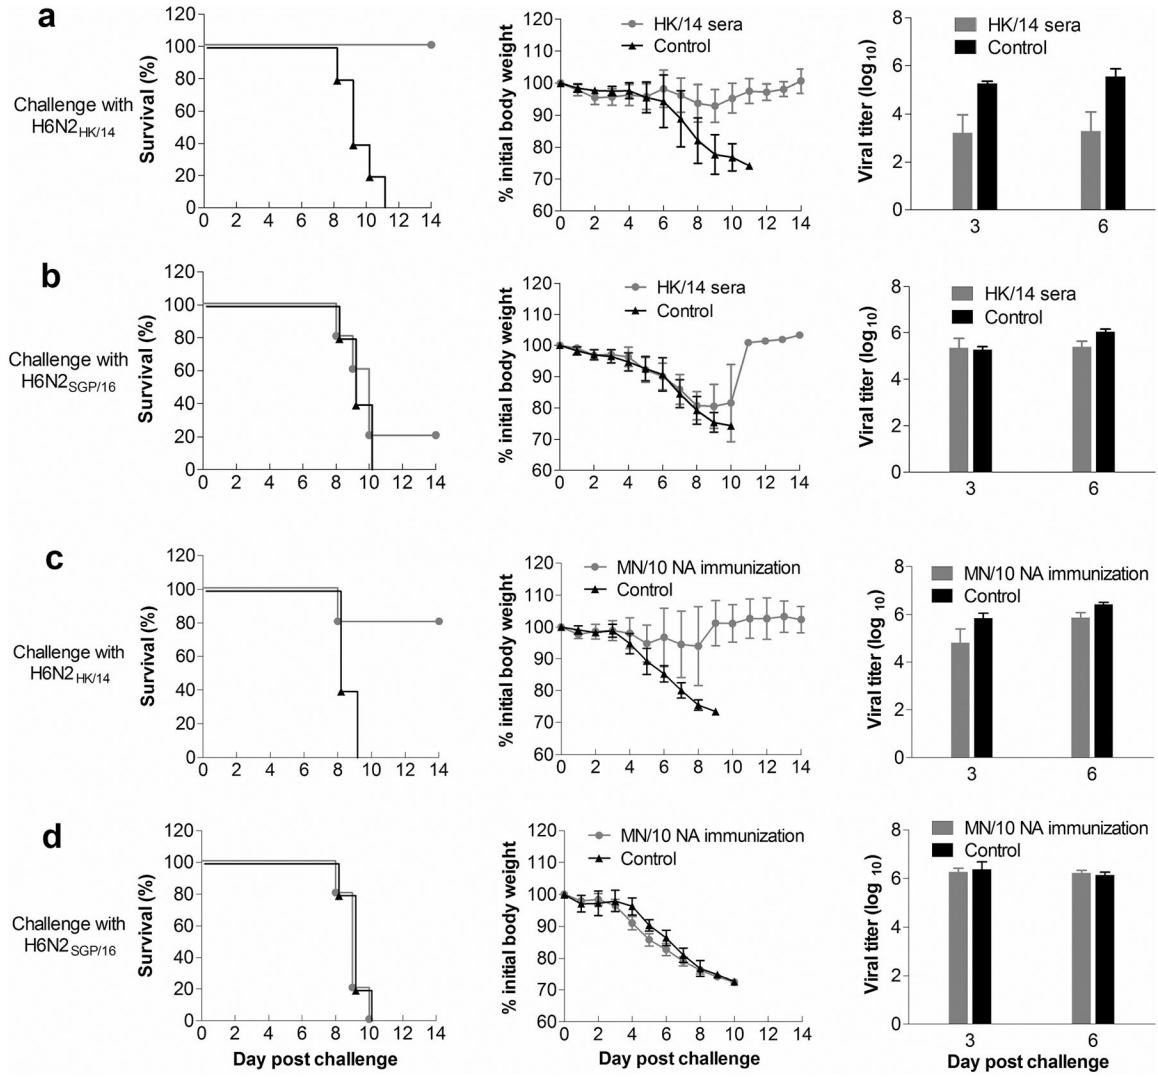 a
Challenge with
H6N2HK/14
Survival (%)
120
100
80
60
40
20
0
0 2 4 6 8 10 12 14
% initial body weight
120
110
100
90
80
70
60
0 2 4 6 8 10 12 14
HK/14 sera
Control
Viral titer (log10)
8
6
4
2
0
3 6
HK/14 sera
Control
b
Challenge with
H6N2SGP/16
Survival (%)
120
100
80
60
40
20
0
0 2 4 6 8 10 12 14
% initial body weight
120
110
100
90
80
70
60
0 2 4 6 8 10 12 14
HK/14 sera
Control
Viral titer (log10)
8
6
4
2
0
3 6
HK/14 sera
Control
c
Challenge with
H6N2HK/14
Survival (%)
120
100
80
60
40
20
0
0 2 4 6 8 10 12 14
% initial body weight
120
110
100
90
80
70
60
0 2 4 6 8 10 12 14
MN/10 NA immunization
Control
Viral titer (log 10)
8
6
4
2
0
3 6
MN/10 NA immunization
Control
d
Challenge with
H6N2SGP/16
Survival (%)
120
100
80
60
40
20
0
0 2 4 6 8 10 12 14
Day post challenge
% initial body weight
120
110
100
90
80
70
60
0 2 4 6 8 10 12 14
MN/10 NA immunization
Control
Viral titer (log 10)
8
6
4
2
0
3 6
MN/10 NA immunization
Control
Day post challenge